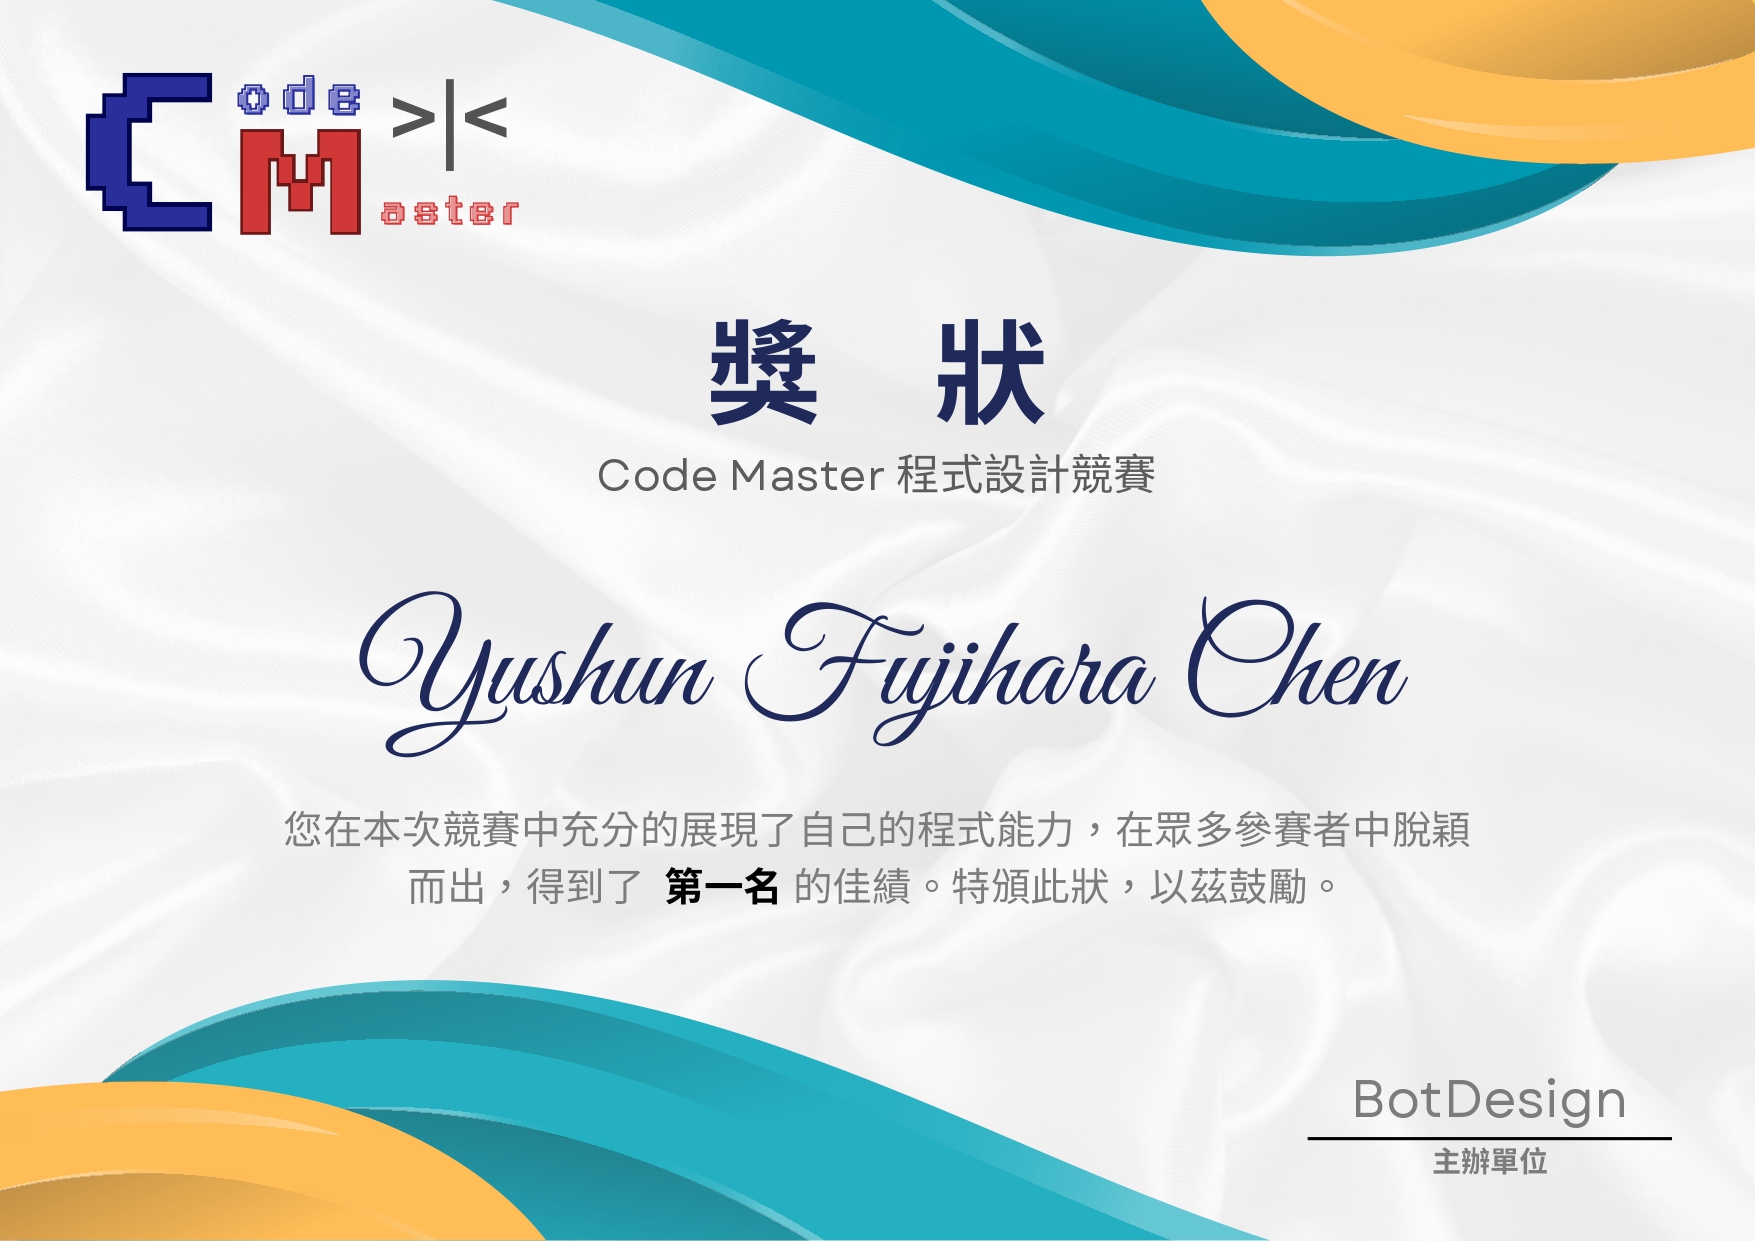 Code >|<
Master
獎 狀
Code Master 程式設計競賽
Yushun Fujihara Chen
您在本次競賽中充分的展現了自己的程式能力，在眾多參賽者中脫穎
而出，得到了 第一名 的佳績。特頒此狀，以茲鼓勵。
BotDesign
主辦單位